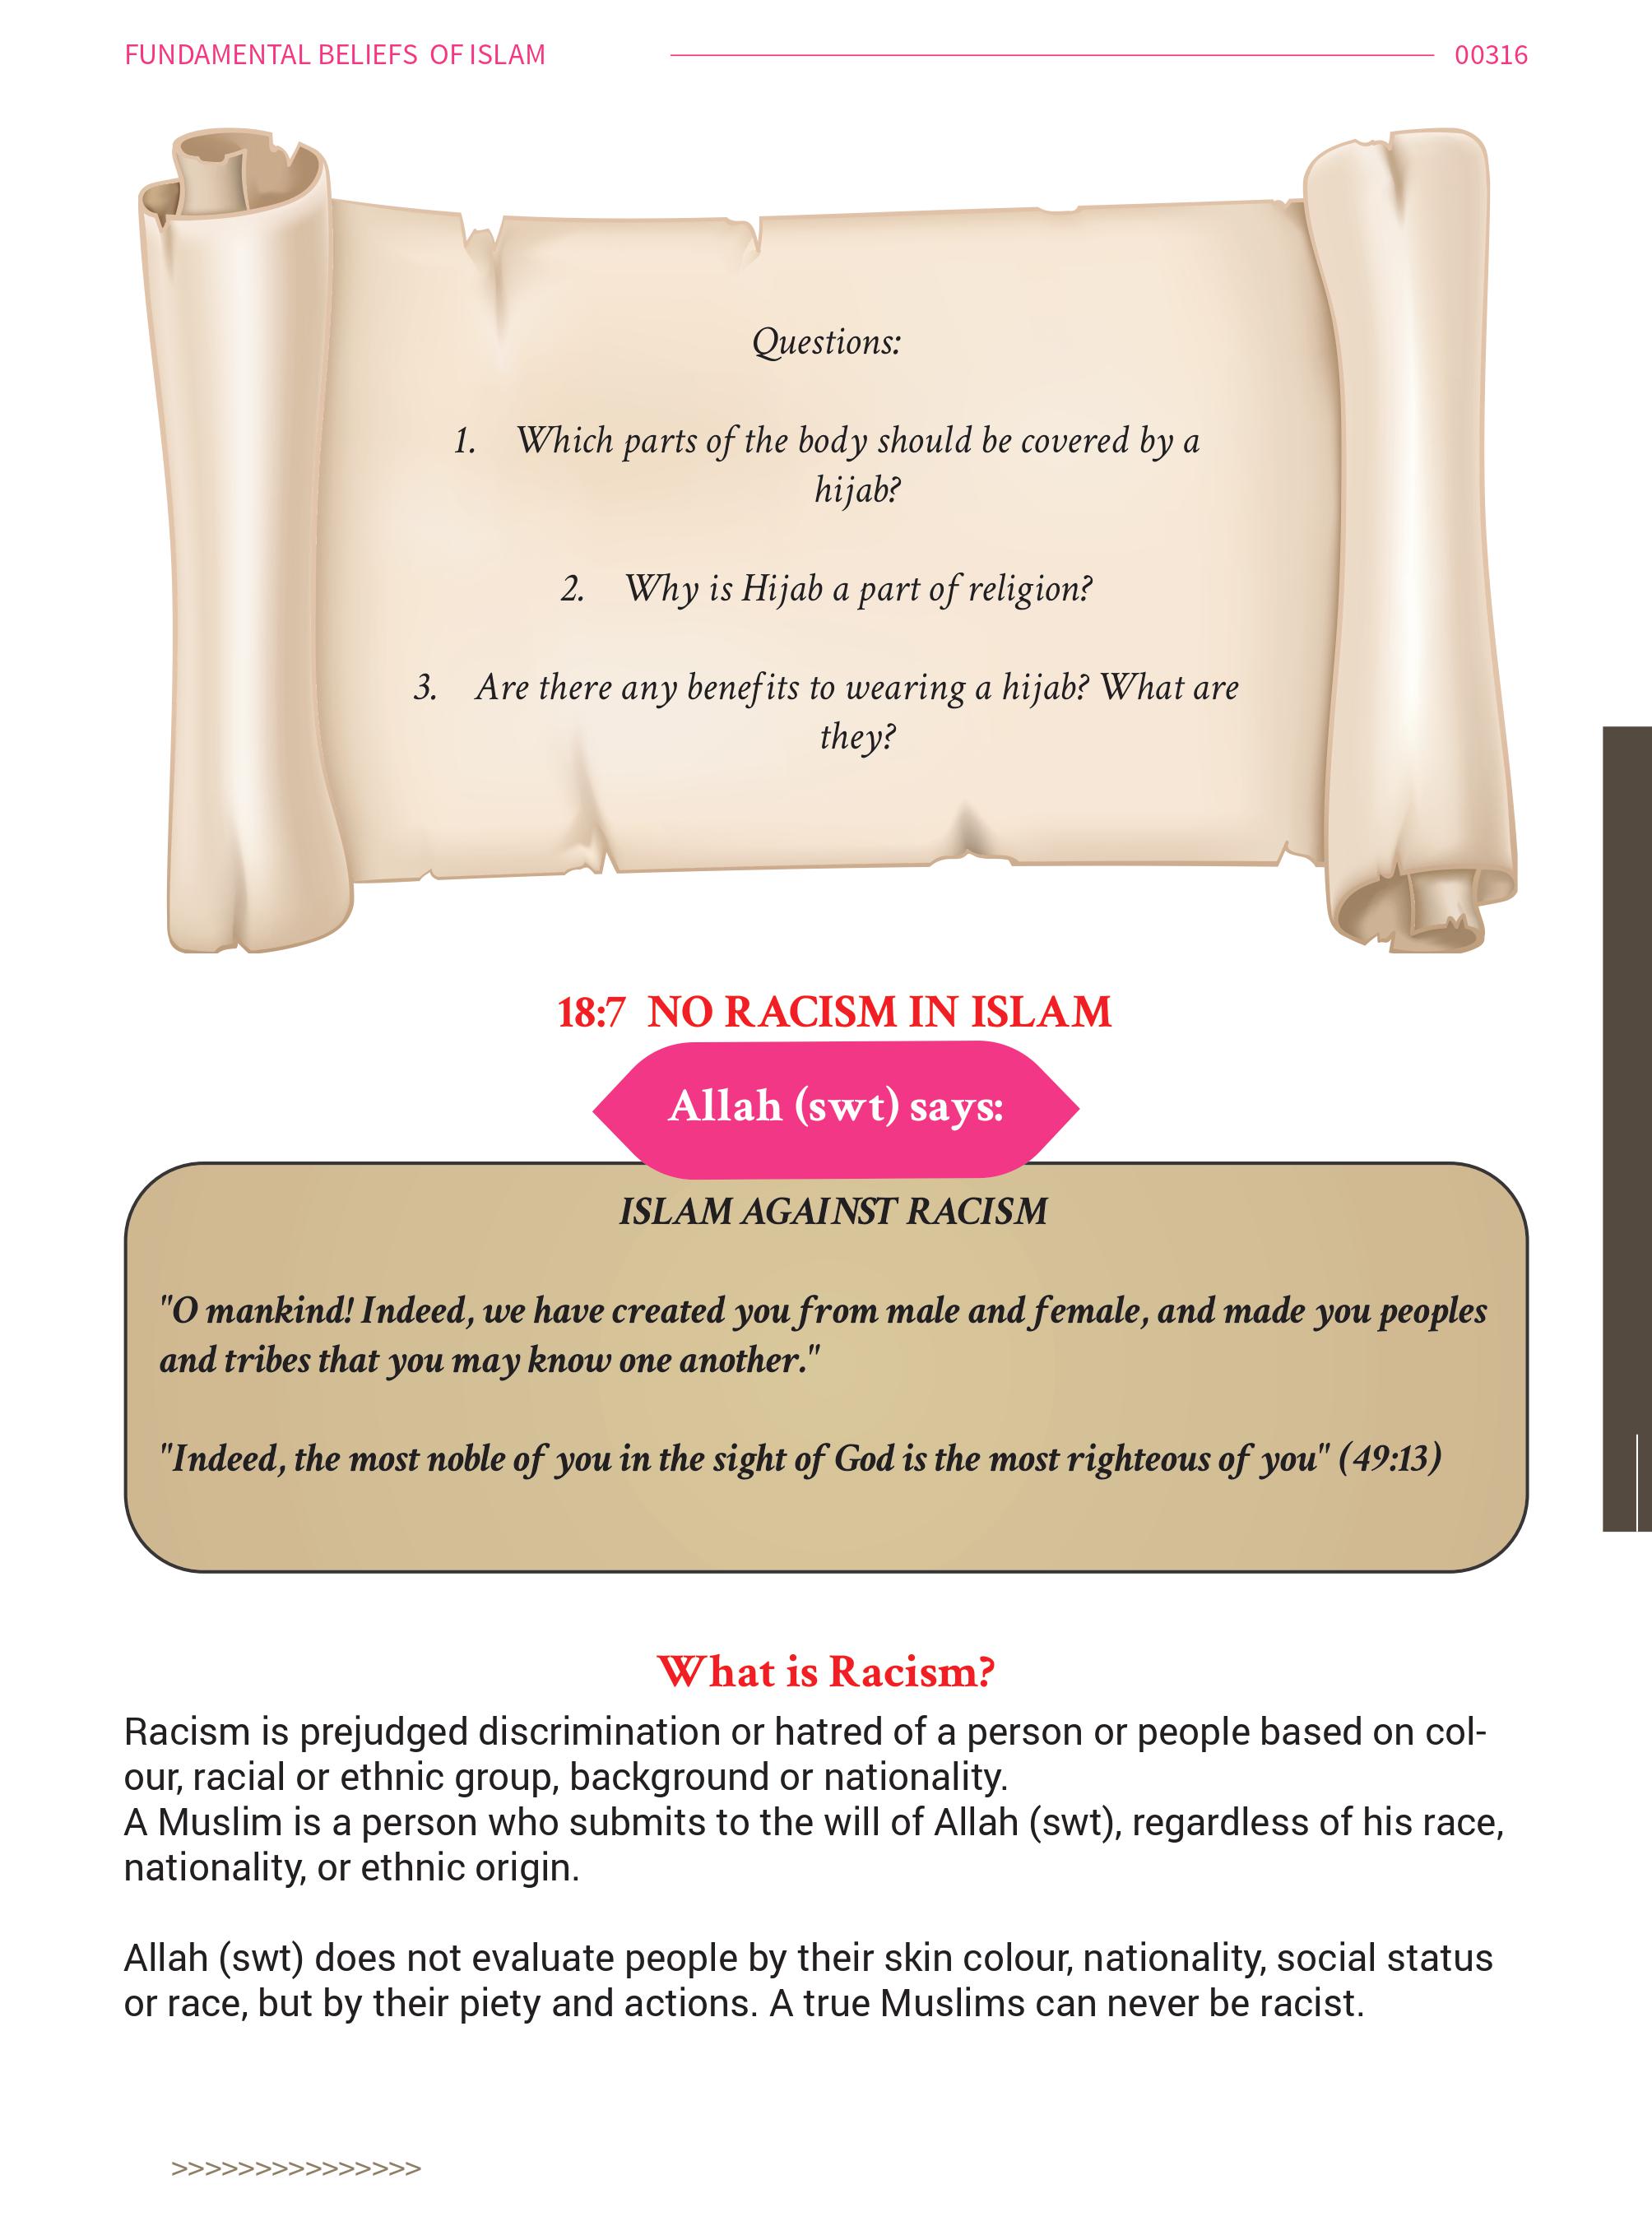 FUNDAMENTAL BELIEFS OF ISLAM
00316
Questions:
1. Which parts of the body should be covered by a
hijab?
2. Why is Hijab a part of religion?
3. Are there any benefits to wearing a hijab? What are
they?
18:7 NO RACISM IN ISLAM
Allah (swt) says:
ISLAM AGAINST RACISM
"O mankind! Indeed, we have created you from male and female, and made you peoples
and tribes that you may know one another."
"Indeed, the most noble of you in the sight of God is the most righteous of you" (49:13)
What is Racism?
Racism is prejudged discrimination or hatred of a person or people based on col-
our, racial or ethnic group, background or nationality.
A Muslim is a person who submits to the will of Allah (swt), regardless of his race,
nationality, or ethnic origin.
Allah (swt) does not evaluate people by their skin colour, nationality, social status
or race, but by their piety and actions. A true Muslims can never be racist.
>>>>>>>>>>>>>>>